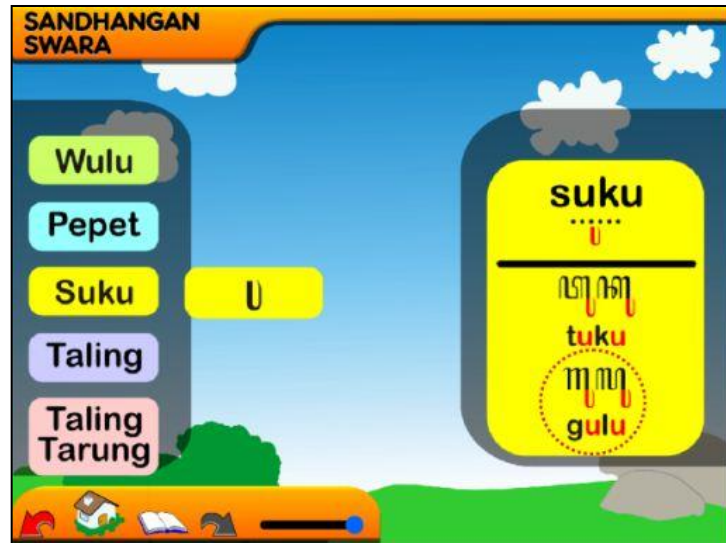 SANDHANGAN
SWARA
Wulu
Pepet
Suku
ꦸ
Taling
Taling
Tarung
suku
......
ꦸ
ꦠꦸꦏꦸ
tuku
ꦒꦸꦭꦸ
gulu